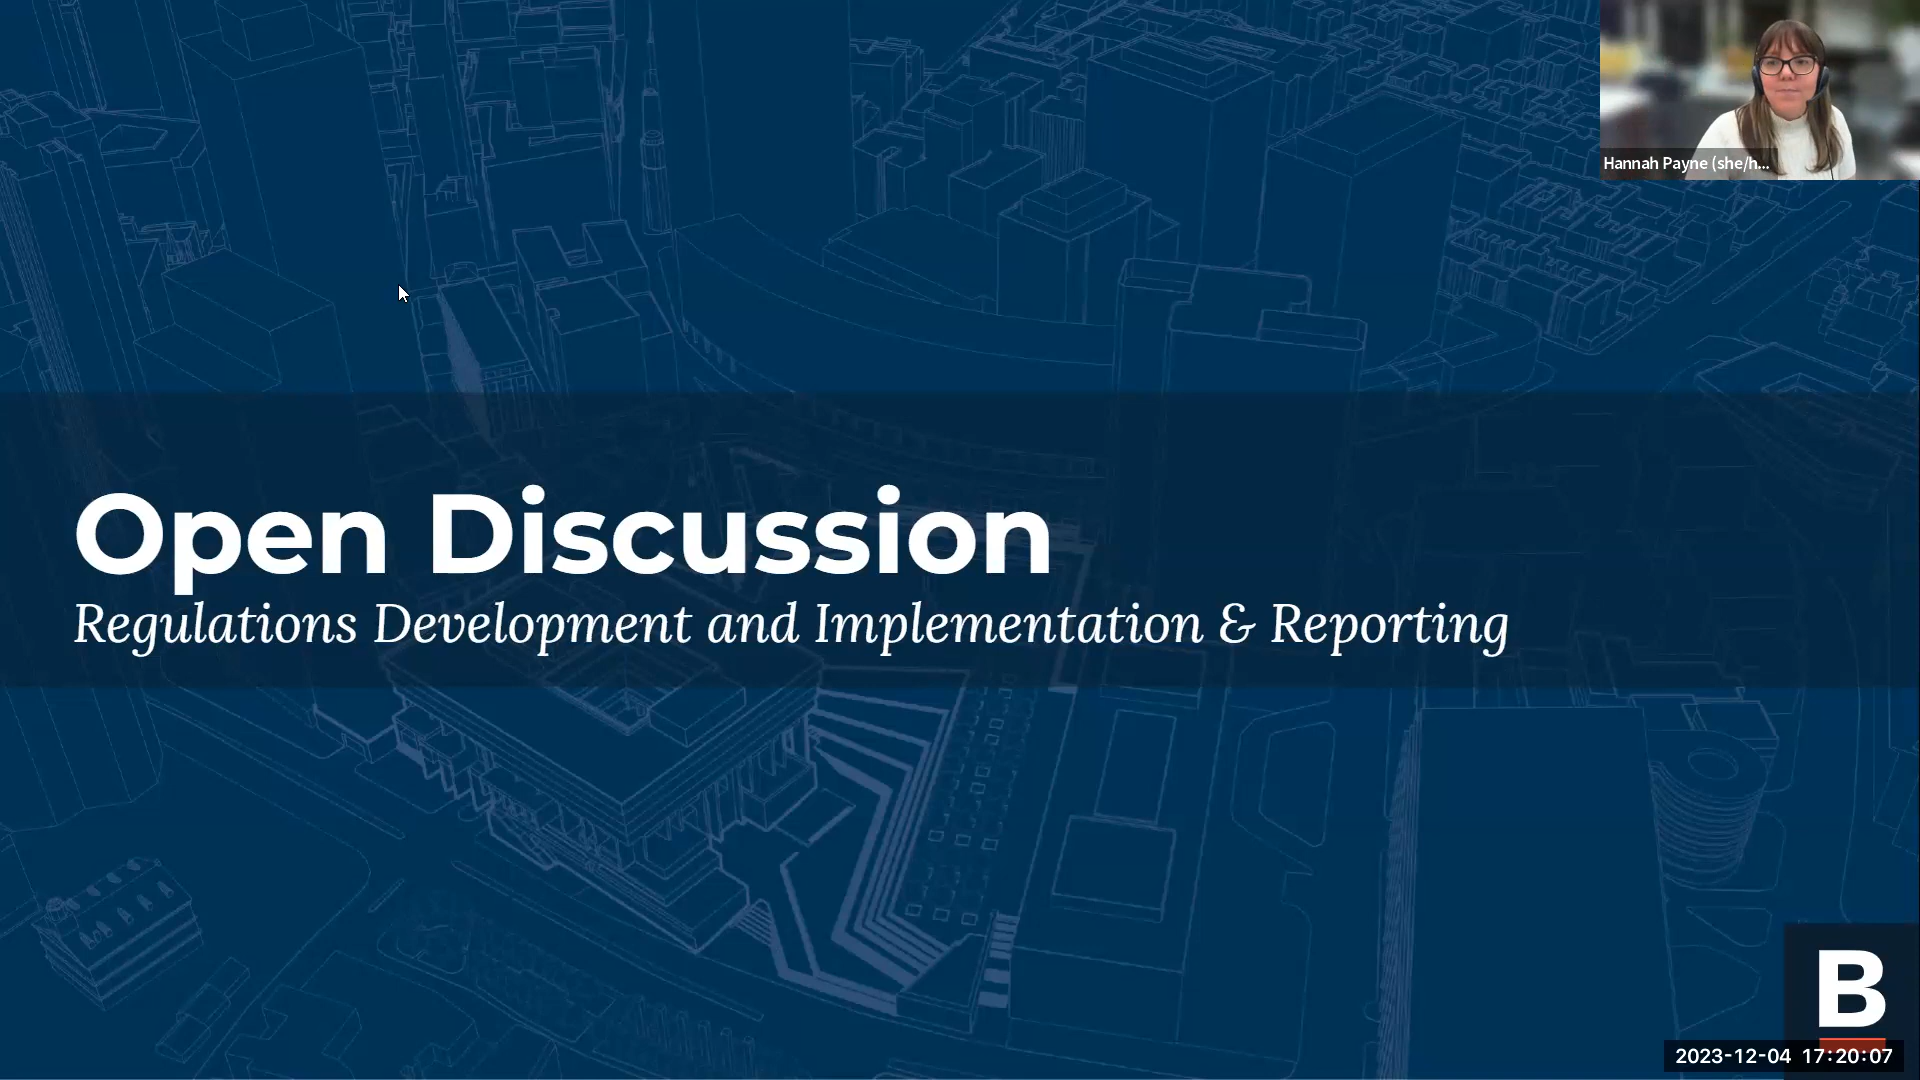 Hannah Payne (she/h...
Open Discussion
Regulations Development and Implementation & Reporting
B
2023-12-04 17:20:07